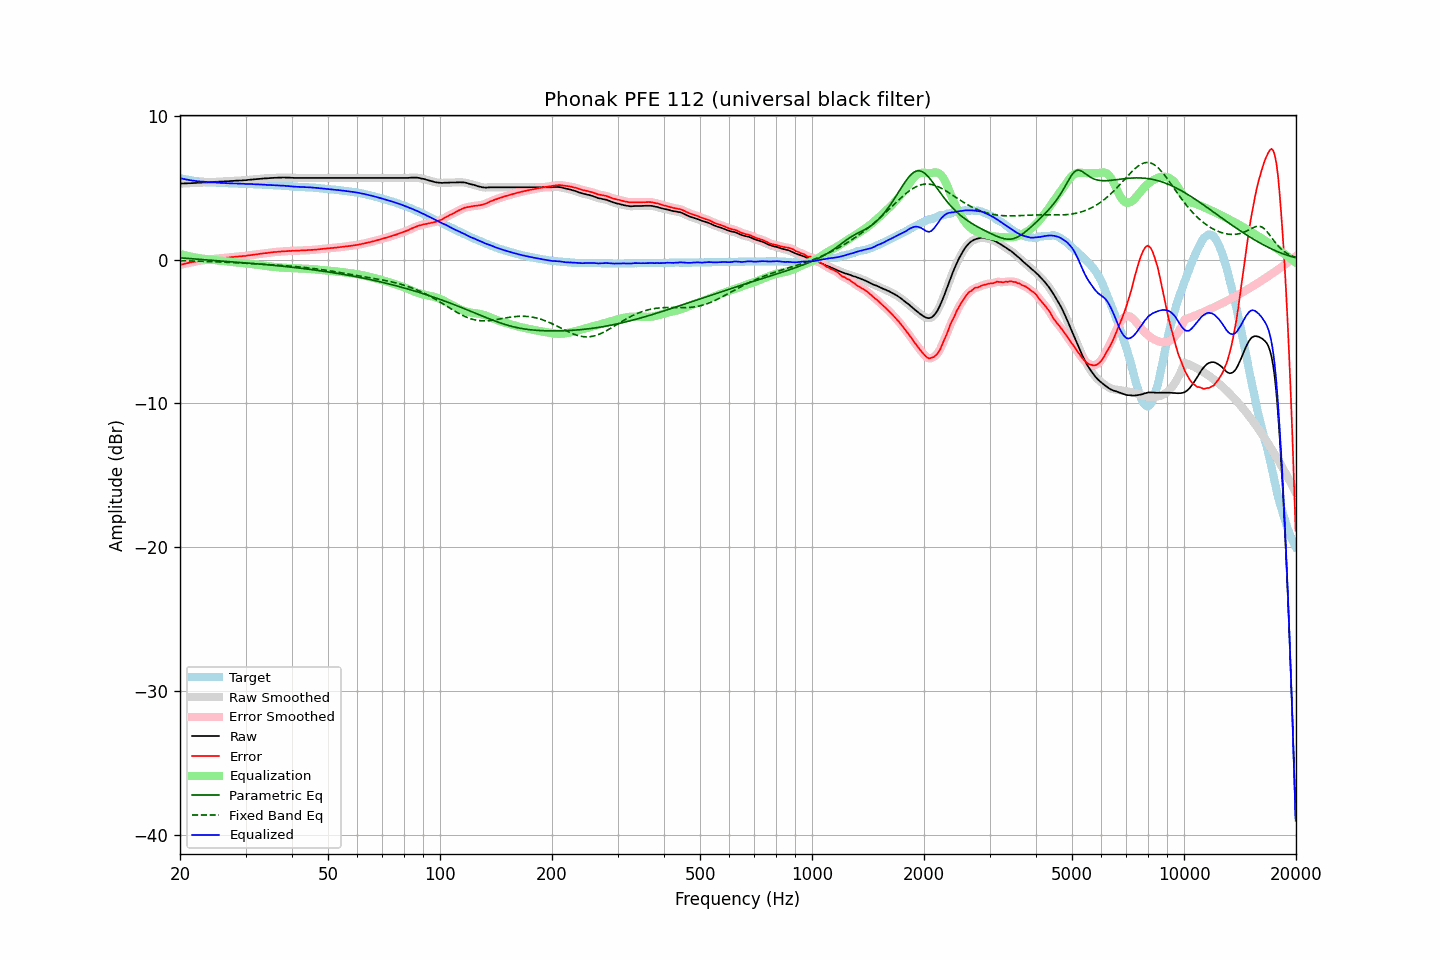 Phonak PFE 112 (universal black filter)
10
0
−10
−20
−30
−40
Amplitude (dBr)
Target
Raw Smoothed
Error Smoothed
Raw
Error
Equalization
Parametric Eq
Fixed Band Eq
Equalized
20 50 100 200 500 1000 2000 5000 10000 20000
Frequency (Hz)